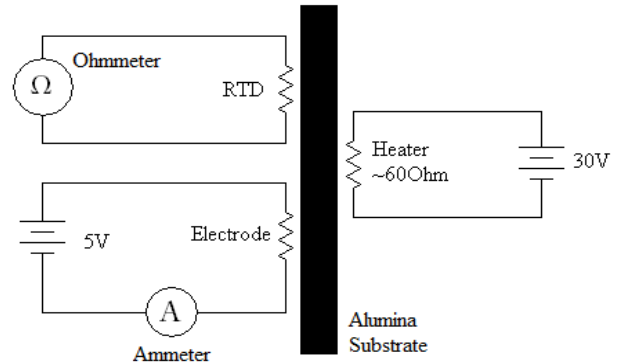 Ohmmeter
Ω
RTD
Heater
~60Ohm
30V
5V
Electrode
A
Ammeter
Alumina
Substrate